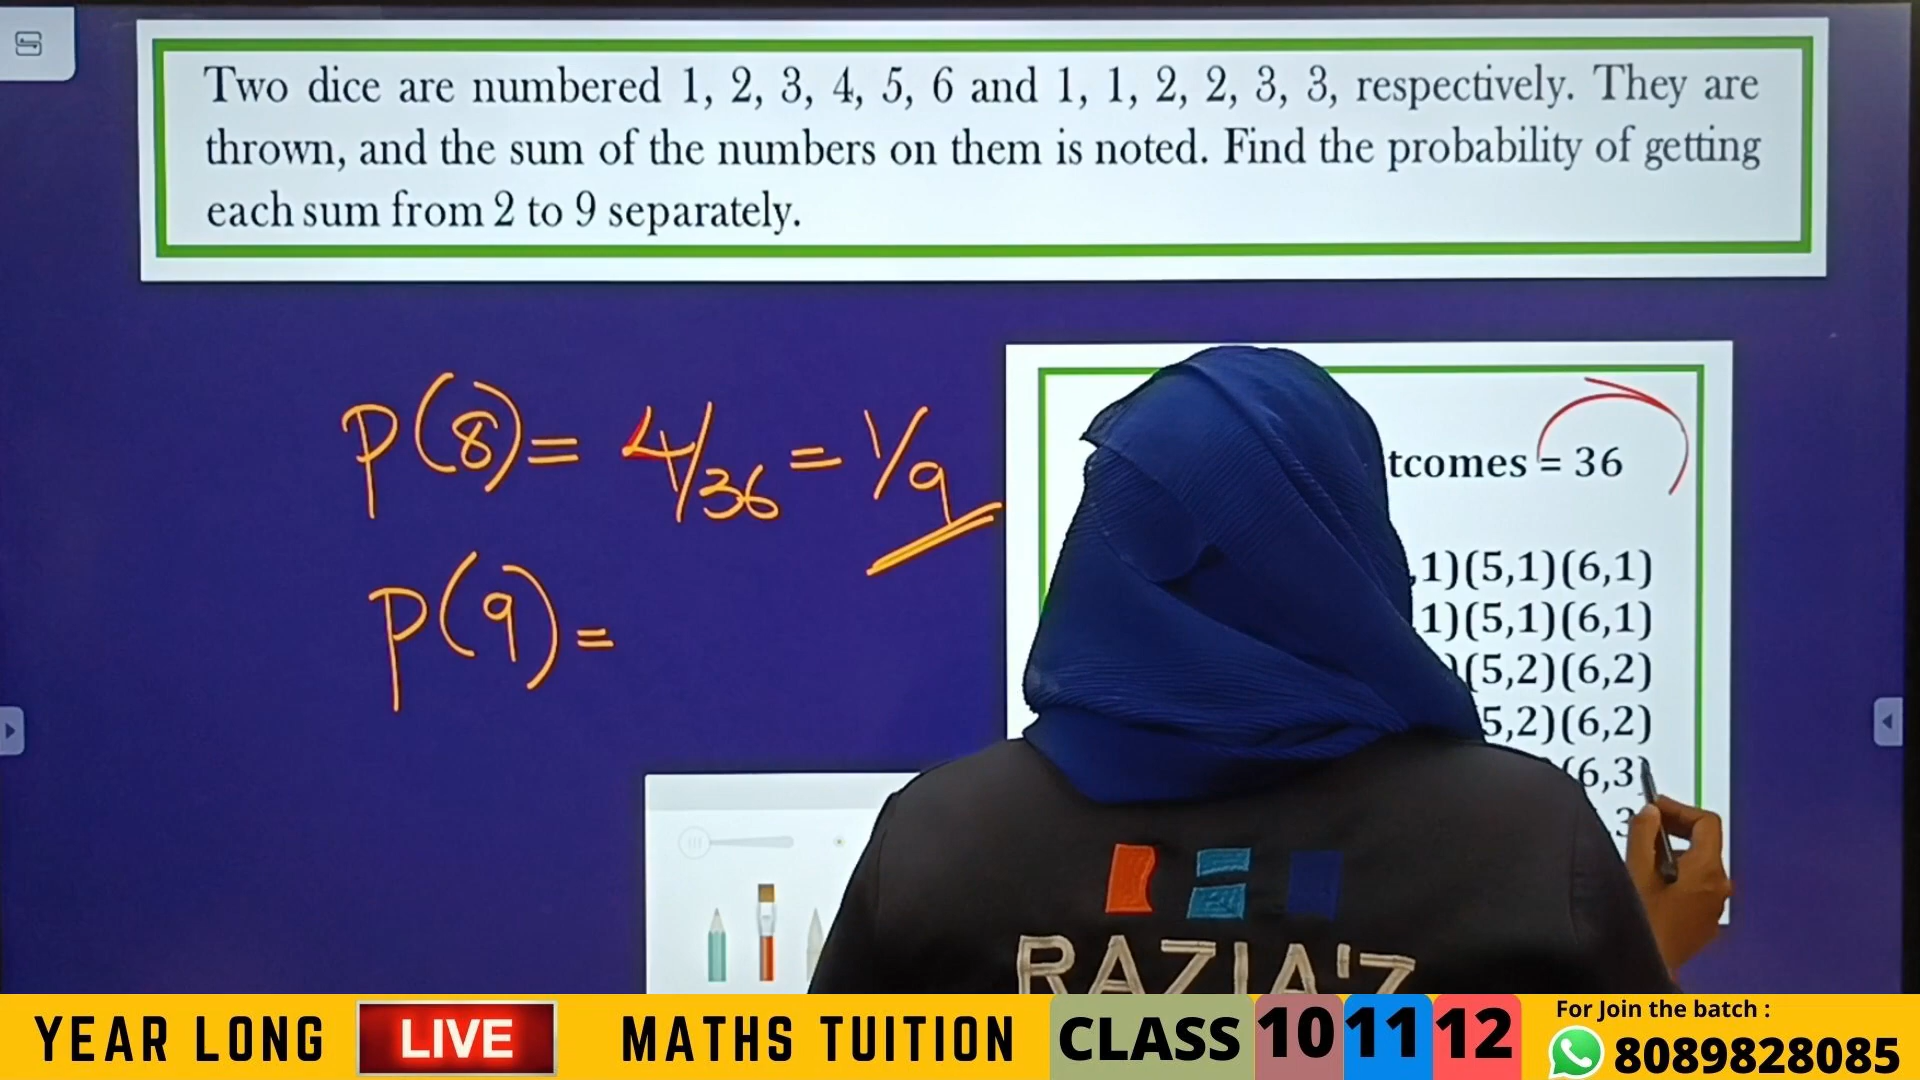 Two dice are numbered 1, 2, 3, 4, 5, 6 and 1, 1, 2, 2, 3, 3, respectively. They are
thrown, and the sum of the numbers on them is noted. Find the probability of getting
each sum from 2 to 9 separately.
P(8) = 4/36 = 1/9
P(9) =
tcomes = 36
,1)(5,1)(6,1)
,1)(5,1)(6,1)
)(5,2)(6,2)
5,2)(6,2)
(6,3)
RAZIA'Z
YEAR LONG LIVE MATHS TUITION CLASS 10 11 12
For Join the batch :
8089828085